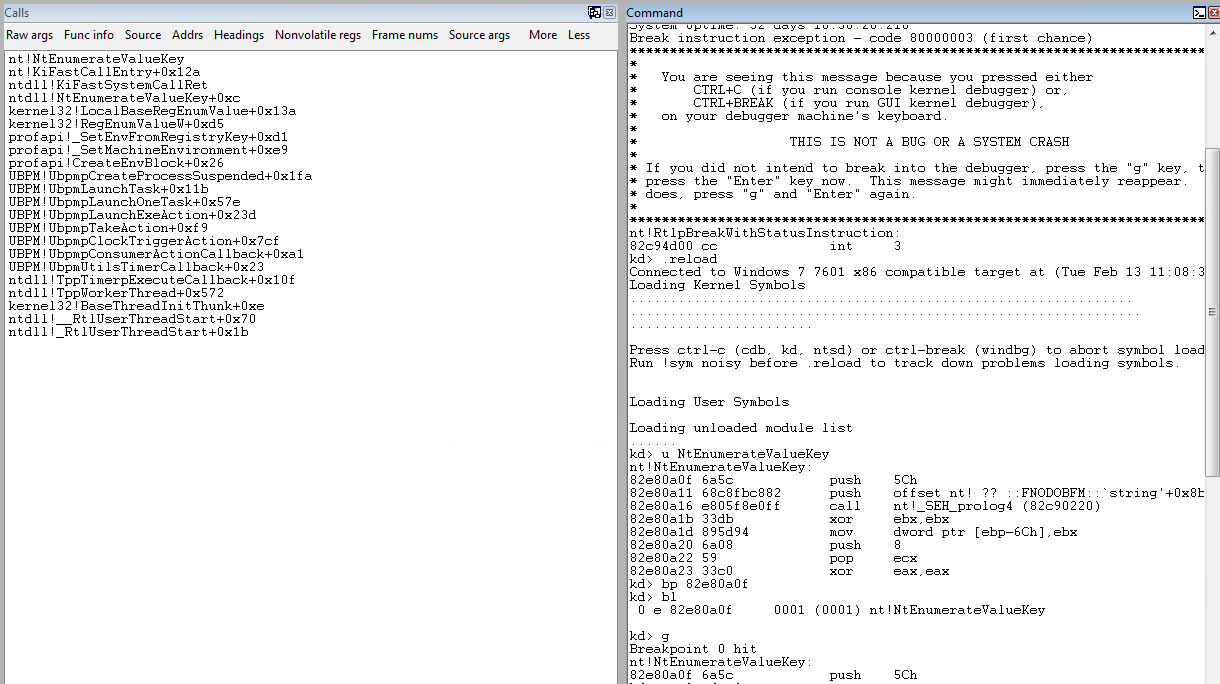 Calls
Raw args Func info Source Addrs Headings Nonvolatile regs Frame nums Source args More Less
nt!NtEnumerateValueKey
nt!KiFastCallEntry+0x12a
ntdll!KiFastSystemCallRet
ntdll!NtEnumerateValueKey+0xc
kernel32!LocalBaseRegEnumValue+0x13a
kernel32!RegEnumValueW+0xd5
profapi!_SetEnvFromRegistryKey+0xd1
profapi!_SetMachineEnvironment+0xe9
profapi!CreateEnvBlock+0x26
UBPM!UbpmpCreateProcessSuspended+0x1fa
UBPM!UbpmpLaunchTask+0x11b
UBPM!UbpmpLaunchOneTask+0x57e
UBPM!UbpmpLaunchExeAction+0x23d
UBPM!UbpmpTakeAction+0xf9
UBPM!UbpmpClockTriggerAction+0x7cf
UBPM!UbpmpConsumerActionCallback+0xa1
UBPM!UbpmUtilsTimerCallback+0x23
ntdll!TppTimerpExecuteCallback+0x10f
ntdll!TppWorkerThread+0x572
kernel32!BaseThreadInitThunk+0xe
ntdll!__RtlUserThreadStart+0x70
ntdll!_RtlUserThreadStart+0x1b
Command
System Uptime: 32 days
Break instruction exception - code 80000003 (first chance)
*******************************************************************************
*
* You are seeing this message because you pressed either
* CTRL+C (if you run console kernel debugger) or,
* CTRL+BREAK (if you run GUI kernel debugger),
* on your debugger machine's keyboard.
*
* THIS IS NOT A BUG OR A SYSTEM CRASH
*
* If you did not intend to break into the debugger, press the "g" key, t
* press the "Enter" key now. This message might immediately reappear.
* does, press "g" and "Enter" again.
*
*******************************************************************************
nt!RtlpBreakWithStatusInstruction:
82c94d00 cc int 3
kd> .reload
Connected to Windows 7 7601 x86 compatible target at (Tue Feb 13 11:08:3
Loading Kernel Symbols
...............................................................
................................................................
.......................
Press ctrl-c (cdb, kd, ntsd) or ctrl-break (windbg) to abort symbol load
Run !sym noisy before .reload to track down problems loading symbols.
Loading User Symbols
Loading unloaded module list
......
kd> u NtEnumerateValueKey
nt!NtEnumerateValueKey:
82e80a0f 6a5c push 5Ch
82e80a11 68c8fbc882 push offset nt! ?? ::FNODOBFM::`string'+0x8b
82e80a16 e805f8e0ff call nt!_SEH_prolog4 (82c90220)
82e80a1b 33db xor ebx,ebx
82e80a1d 895d94 mov dword ptr [ebp-6Ch],ebx
82e80a20 6a08 push 8
82e80a22 59 pop ecx
82e80a23 33c0 xor eax,eax
kd> bp 82e80a0f
kd> bl
0 e 82e80a0f 0001 (0001) nt!NtEnumerateValueKey
kd> g
Breakpoint 0 hit
nt!NtEnumerateValueKey:
82e80a0f 6a5c push 5Ch